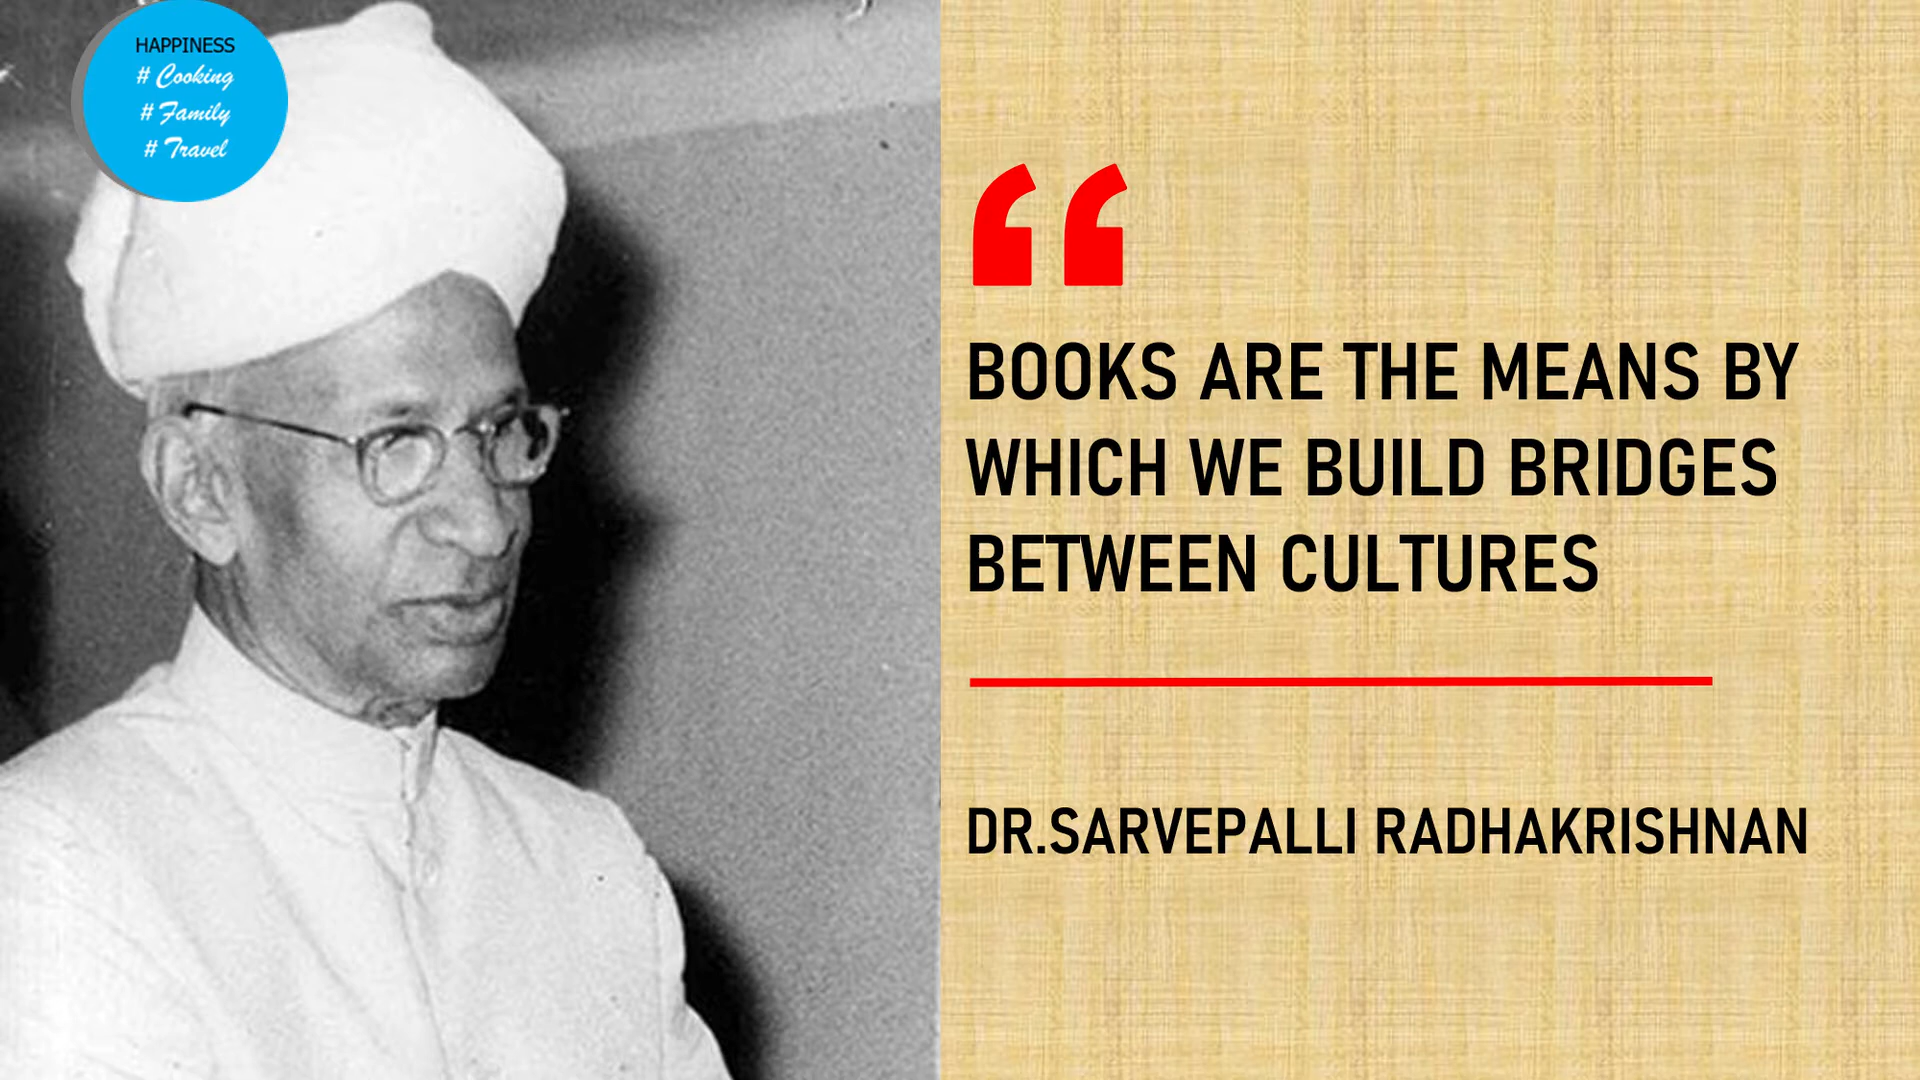 HAPPINESS
# Cooking
# Family
# Travel
“
BOOKS ARE THE MEANS BY
WHICH WE BUILD BRIDGES
BETWEEN CULTURES
DR.SARVEPALLI RADHAKRISHNAN